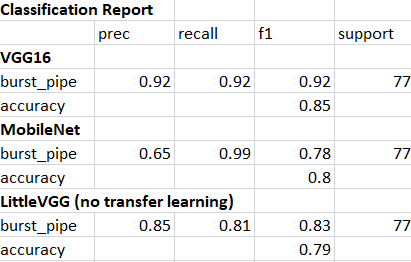 Classification Report
prec recall f1 support
VGG16
burst_pipe 0.92 0.92 0.92 77
accuracy 0.85
MobileNet
burst_pipe 0.65 0.99 0.78 77
accuracy 0.8
LittleVGG (no transfer learning)
burst_pipe 0.85 0.81 0.83 77
accuracy 0.79